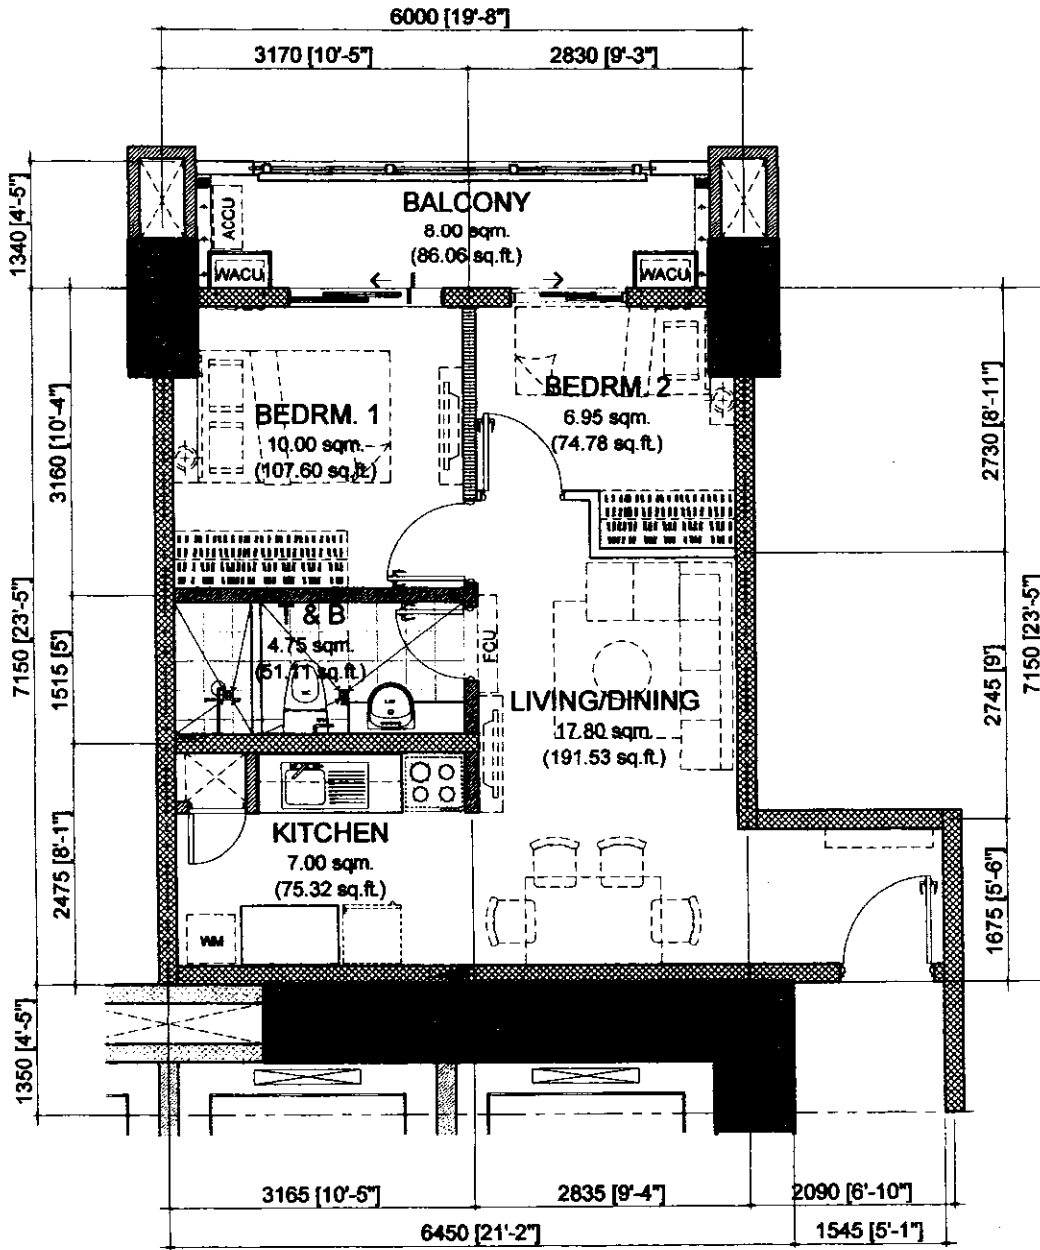 6000 [19'-8"]
3170 [10'-5"]
2830 [9'-3"]
1340 [4'-5"]
BALCONY
8.00 sqm.
(86.06 sq.ft.)
ACCU
WACU
WACU
3160 [10'-4"]
BEDRM. 1
10.00 sqm.
(107.60 sq.ft.)
BEDRM. 2
6.95 sqm.
(74.78 sq.ft.)
2730 [8'-11"]
7150 [23'-5"]
1515 [5']
T & B
4.75 sqm.
(51.11 sq.ft.)
FCU
LIVING/DINING
17.80 sqm.
(191.53 sq.ft.)
2745 [9']
7150 [23'-5"]
2475 [8'-1"]
KITCHEN
7.00 sqm.
(75.32 sq.ft.)
WM
1675 [5'-6"]
1350 [4'-5"]
3165 [10'-5"]
2835 [9'-4"]
2090 [6'-10"]
6450 [21'-2"]
1545 [5'-1"]